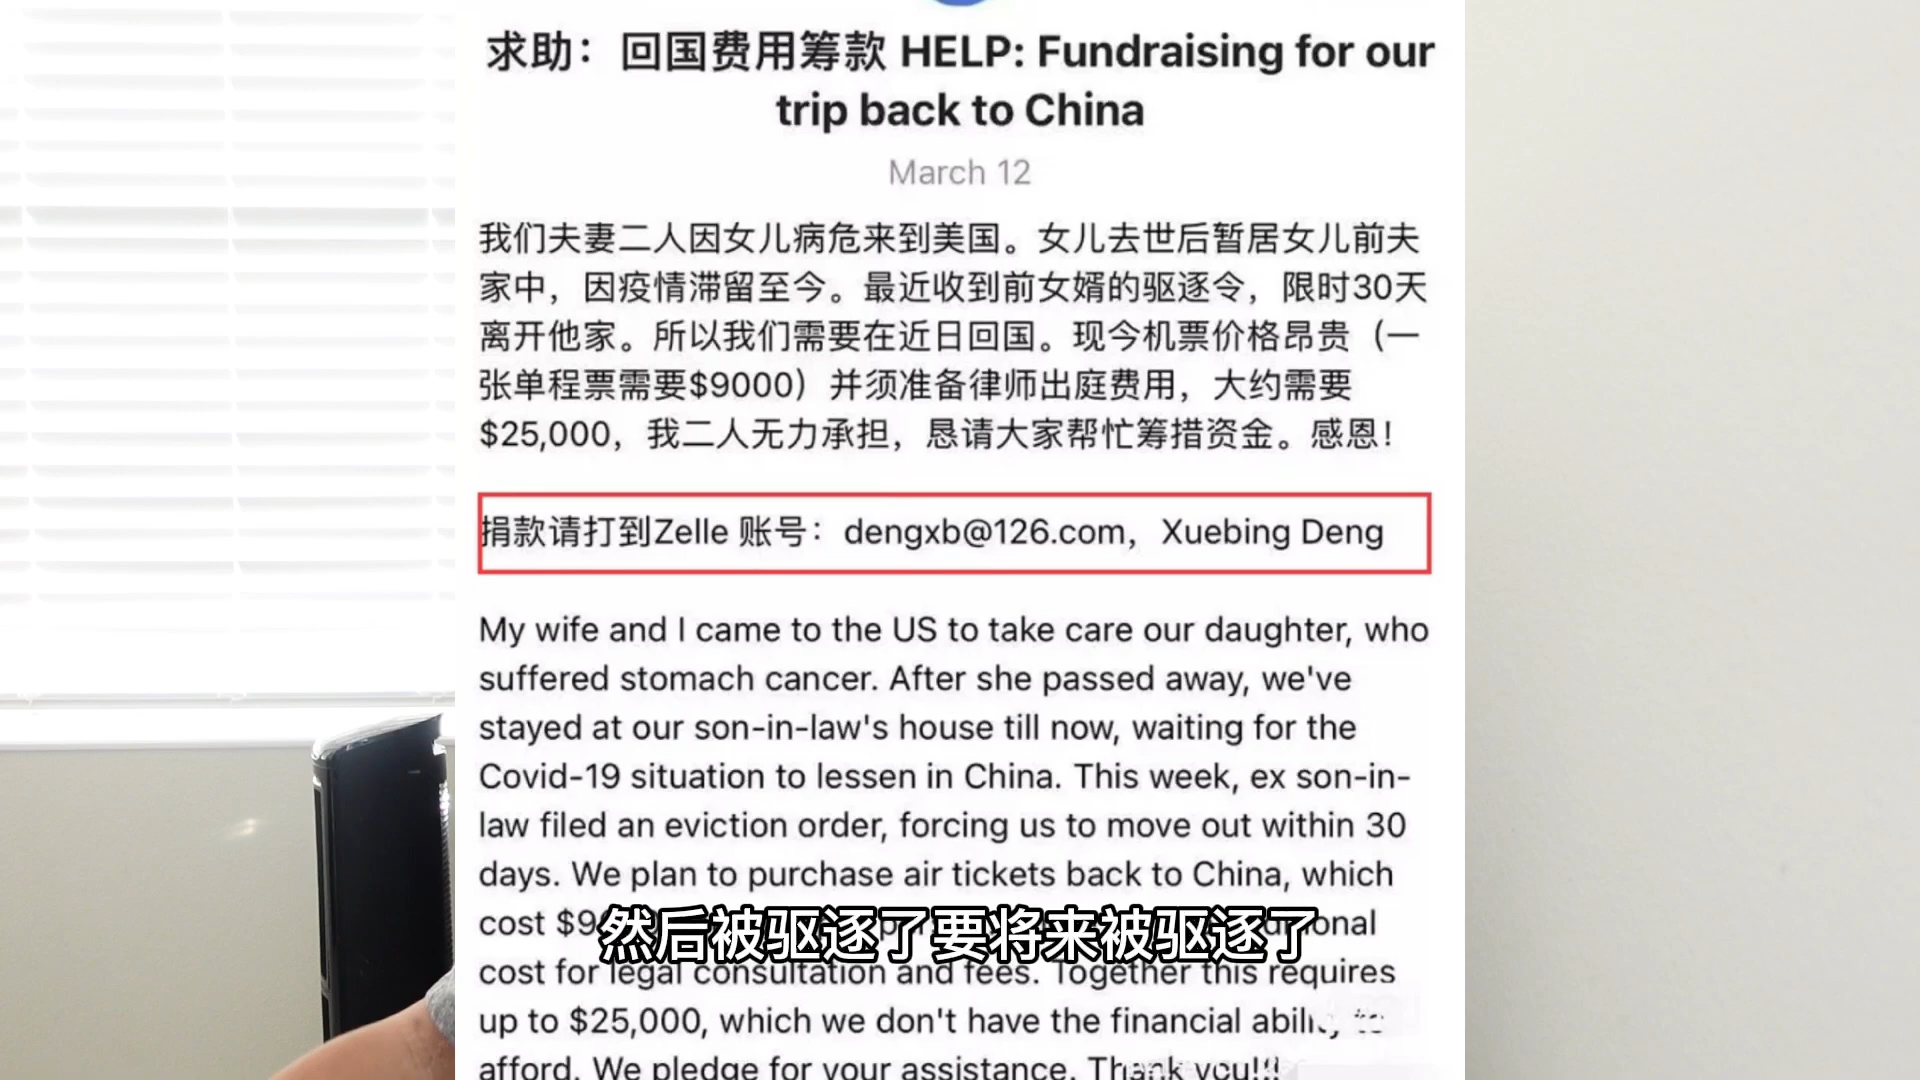 求助：回国费用筹款 HELP: Fundraising for our
trip back to China
March 12
我们夫妻二人因女儿病危来到美国。女儿去世后暂居女儿前夫
家中，因疫情滞留至今。最近收到前女婿的驱逐令，限时30天
离开他家。所以我们需要在近日回国。现今机票价格昂贵（一
张单程票需要$9000）并须准备律师出庭费用，大约需要
$25,000，我二人无力承担，恳请大家帮忙筹措资金。感恩！
捐款请打到Zelle 账号：dengxb@126.com，Xuebing Deng
My wife and I came to the US to take care our daughter, who
suffered stomach cancer. After she passed away, we've
stayed at our son-in-law's house till now, waiting for the
Covid-19 situation to lessen in China. This week, ex son-in-
law filed an eviction order, forcing us to move out within 30
days. We plan to purchase air tickets back to China, which
cost
然后被驱逐了要将来被驱逐了
cost for legal consultation and fees. Together this requires
up to $25,000, which we don't have the financial ability to
afford. We pledge for your assistance. Thank you!!!